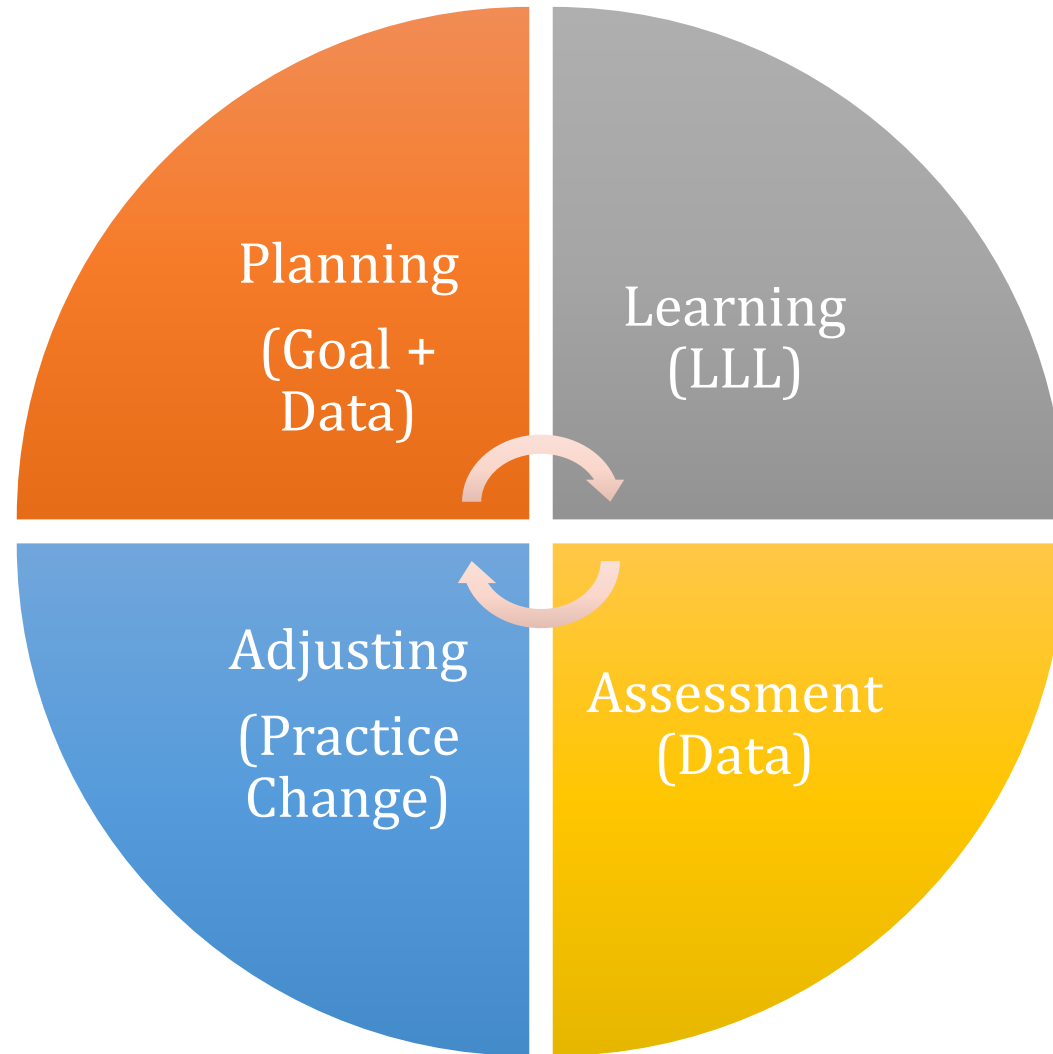 Planning
(Goal +
Data)
Learning
(LLL)
Adjusting
(Practice
Change)
Assessment
(Data)